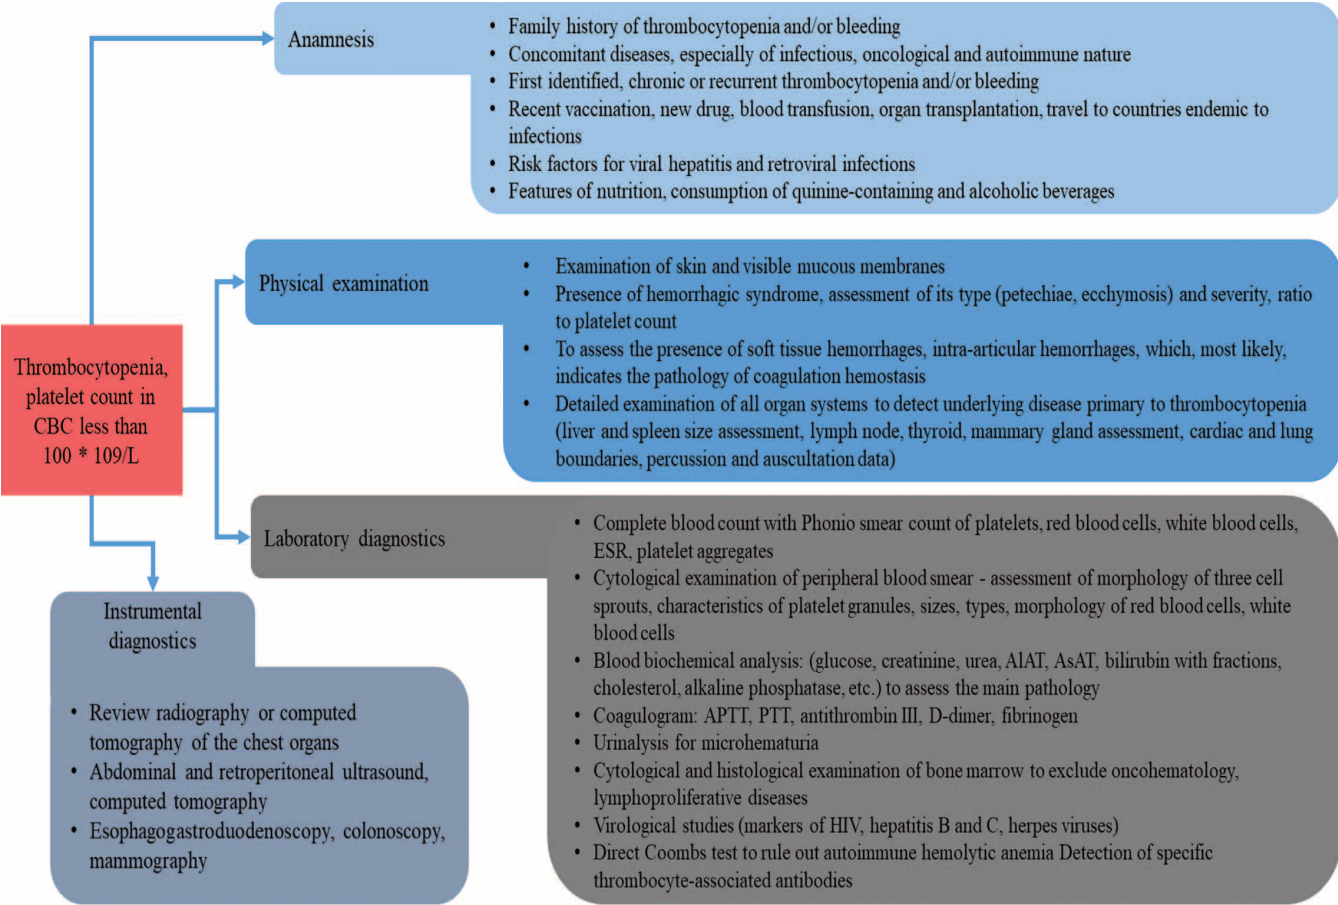 Anamnesis
• Family history of thrombocytopenia and/or bleeding
• Concomitant diseases, especially of infectious, oncological and autoimmune nature
• First identified, chronic or recurrent thrombocytopenia and/or bleeding
• Recent vaccination, new drug, blood transfusion, organ transplantation, travel to countries endemic to
infections
• Risk factors for viral hepatitis and retroviral infections
• Features of nutrition, consumption of quinine-containing and alcoholic beverages
Physical examination
• Examination of skin and visible mucous membranes
• Presence of hemorrhagic syndrome, assessment of its type (petechiae, ecchymosis) and severity, ratio
to platelet count
• To assess the presence of soft tissue hemorrhages, intra-articular hemorrhages, which, most likely,
indicates the pathology of coagulation hemostasis
• Detailed examination of all organ systems to detect underlying disease primary to thrombocytopenia
(liver and spleen size assessment, lymph node, thyroid, mammary gland assessment, cardiac and lung
boundaries, percussion and auscultation data)
Thrombocytopenia,
platelet count in
CBC less than
100 * 109/L
Laboratory diagnostics
• Complete blood count with Phonio smear count of platelets, red blood cells, white blood cells,
ESR, platelet aggregates
• Cytological examination of peripheral blood smear - assessment of morphology of three cell
sprouts, characteristics of platelet granules, sizes, types, morphology of red blood cells, white
blood cells
• Blood biochemical analysis: (glucose, creatinine, urea, AlAT, AsAT, bilirubin with fractions,
cholesterol, alkaline phosphatase, etc.) to assess the main pathology
• Coagulogram: APTT, PTT, antithrombin III, D-dimer, fibrinogen
• Urinalysis for microhematuria
• Cytological and histological examination of bone marrow to exclude oncohematology,
lymphoproliferative diseases
• Virological studies (markers of HIV, hepatitis B and C, herpes viruses)
• Direct Coombs test to rule out autoimmune hemolytic anemia Detection of specific
thrombocyte-associated antibodies
Instrumental
diagnostics
• Review radiography or computed
tomography of the chest organs
• Abdominal and retroperitoneal ultrasound,
computed tomography
• Esophagogastroduodenoscopy, colonoscopy,
mammography